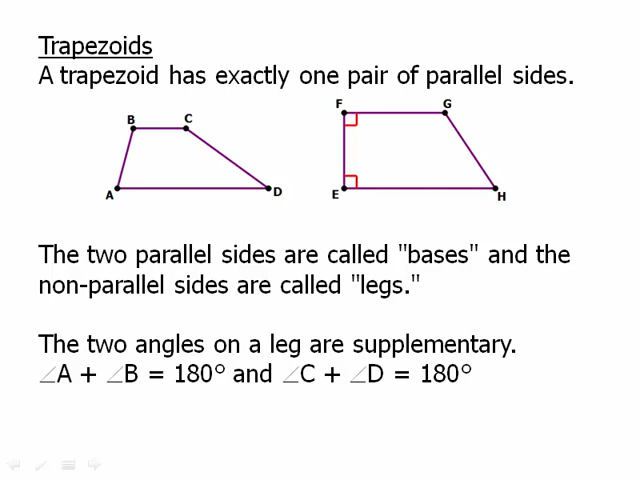 Trapezoids
A trapezoid has exactly one pair of parallel sides.
B C
A D
F G
E H
The two parallel sides are called "bases" and the
non-parallel sides are called "legs."
The two angles on a leg are supplementary.
∠A + ∠B = 180° and ∠C + ∠D = 180°